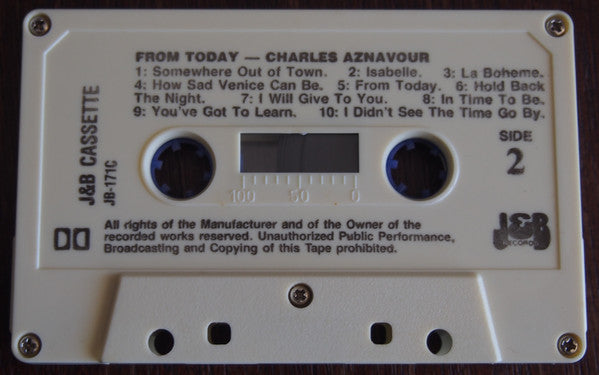 FROM TODAY — CHARLES AZNAVOUR
1: Somewhere Out of Town. 2: Isabelle. 3: La Boheme.
4: How Sad Venice Can Be. 5: From Today. 6: Hold Back
The Night. 7: I Will Give To You. 8: In Time To Be.
9: You've Got To Learn. 10: I Didn't See The Time Go By.
J&B CASSETTE
JB-171C
SIDE
2
100 50 0
All rights of the Manufacturer and of the Owner of the
recorded works reserved. Unauthorized Public Performance,
Broadcasting and Copying of this Tape prohibited.
J&B
RECORDS